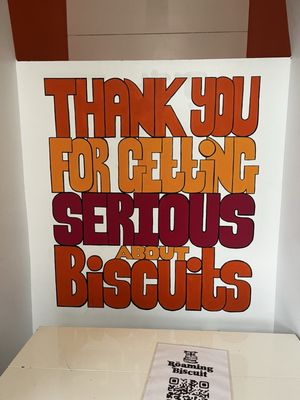 THANK YOU
FOR GETTING
SERIOUS
ABOUT
BISCUITS
Roaming
Biscuit